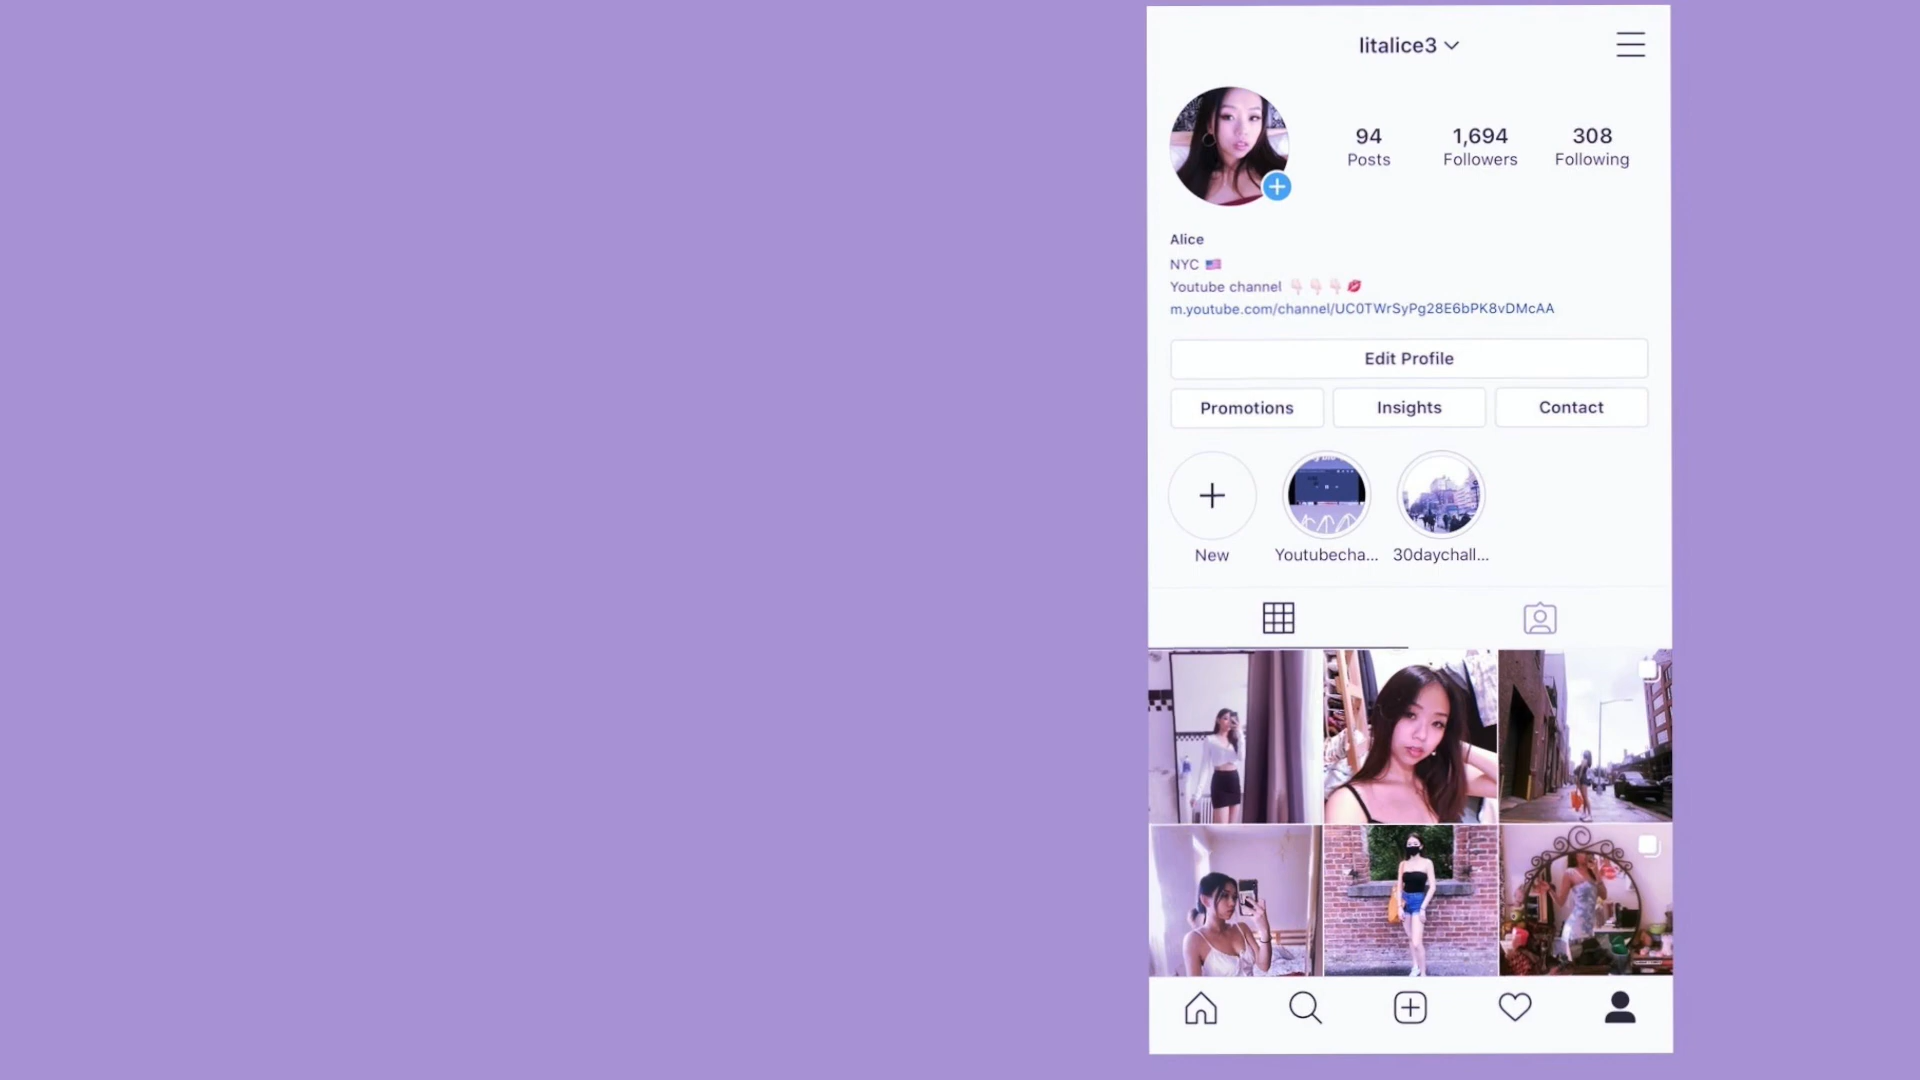 litalice3
94
Posts
1,694
Followers
308
Following
Alice
NYC 🇺🇸
Youtube channel 👇🏻👇🏻👇🏻💋
m.youtube.com/channel/UC0TWrSyPg28E6bPK8vDMcAA
Edit Profile
Promotions
Insights
Contact
New
Youtubecha...
30daychall...